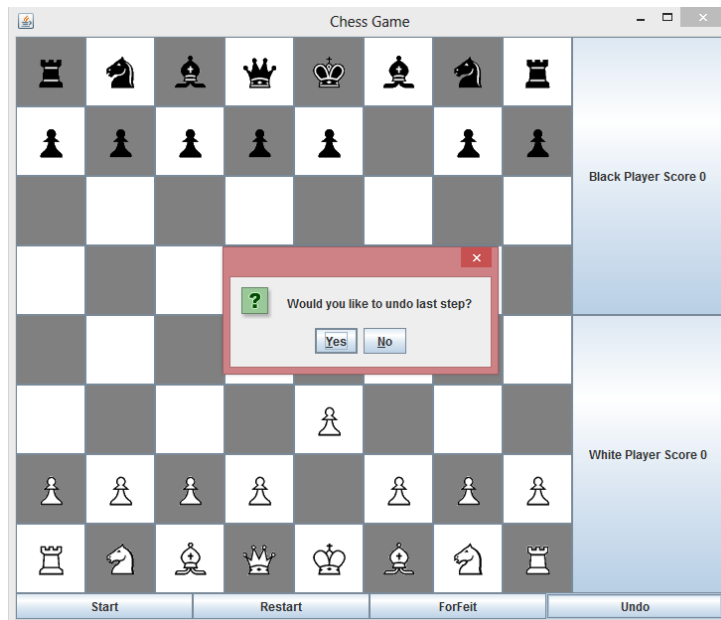 Chess Game
Black Player Score 0
Would you like to undo last step?
Yes No
White Player Score 0
Start Restart ForFeit Undo